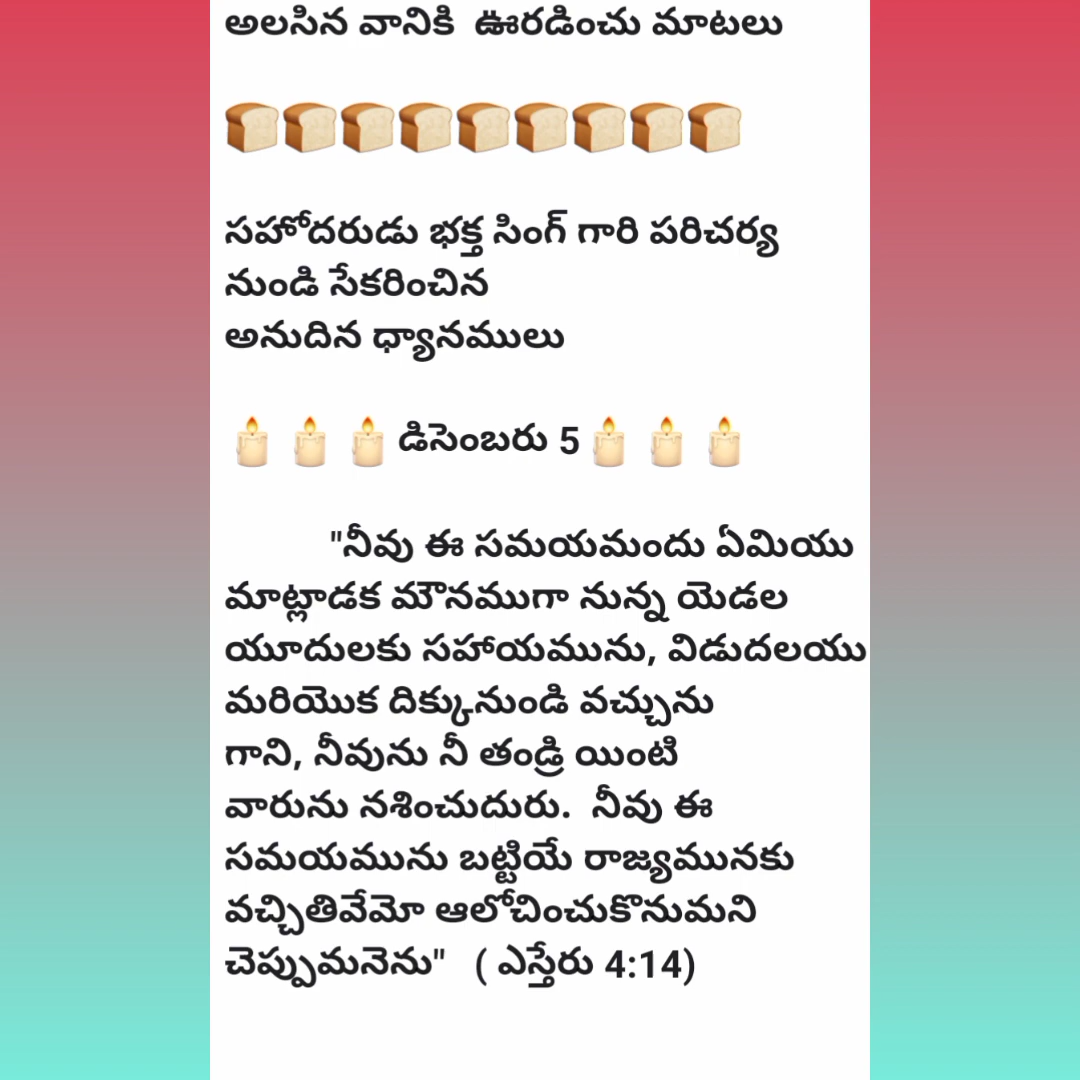 అలసిన వానికి ఊరడించు మాటలు
🍞🍞🍞🍞🍞🍞🍞🍞🍞
సహోదరుడు భక్త సింగ్ గారి పరిచర్య
నుండి సేకరించిన
అనుదిన ధ్యానములు
🕯️🕯️🕯️డిసెంబరు 5🕯️🕯️🕯️
"నీవు ఈ సమయమందు ఏమియు
మాట్లాడక మౌనముగా నున్న యెడల
యూదులకు సహాయమును, విడుదలయు
మరియొక దిక్కునుండి వచ్చును
గాని, నీవును నీ తండ్రి యింటి
వారును నశించుదురు. నీవు ఈ
సమయమును బట్టియే రాజ్యమునకు
వచ్చితివేమో ఆలోచించుకొనుమని
చెప్పుమనెను" ( ఎస్తేరు 4:14)